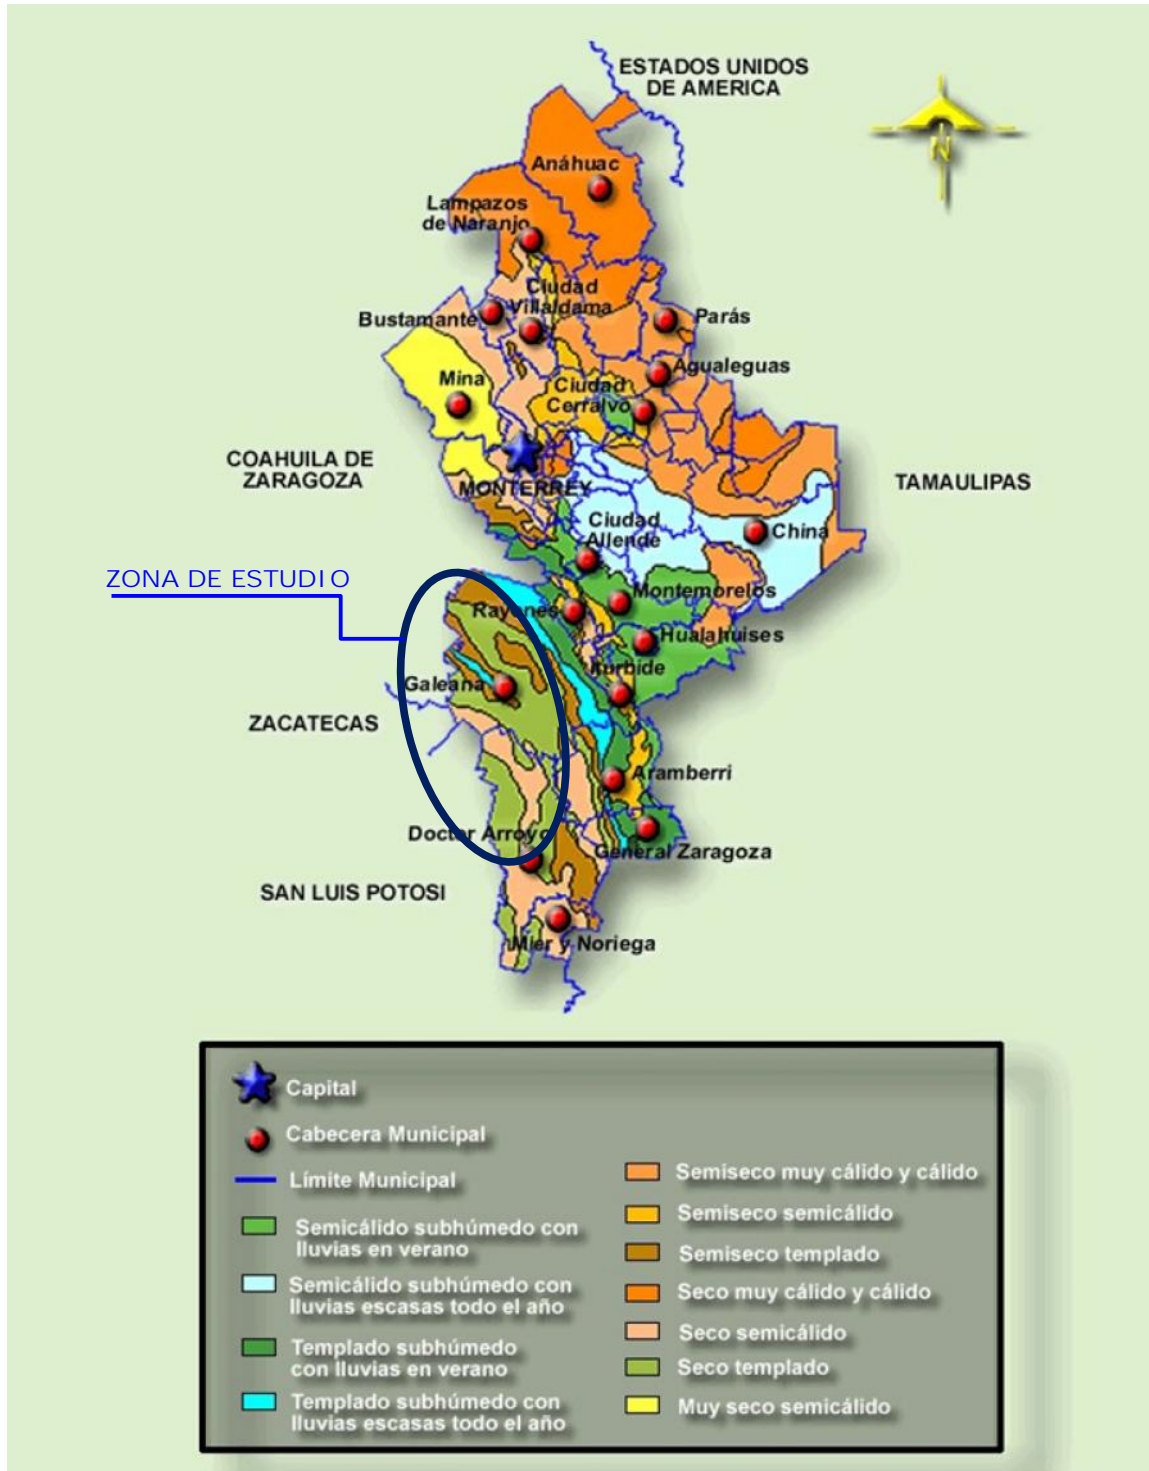 ESTADOS UNIDOS
DE AMERICA
N
Anáhuac
Lampazos
de Naranjo
Ciudad
Villaldama
Bustamante
Parás
Agualeguas
Mina
Ciudad
Cerralvo
COAHUILA DE
ZARAGOZA
MONTERREY
TAMAULIPAS
Ciudad
Allende
China
ZONA DE ESTUDIO
Montemorelos
Rayones
Hualahuises
Iturbide
Galeana
ZACATECAS
Aramberri
Doctor Arroyo
General Zaragoza
SAN LUIS POTOSI
Mier y Noriega
Capital
Cabecera Municipal
Límite Municipal
Semicálido subhúmedo con
lluvias en verano
Semicálido subhúmedo con
lluvias escasas todo el año
Templado subhúmedo
con lluvias en verano
Templado subhúmedo con
lluvias escasas todo el año
Semiseco muy cálido y cálido
Semiseco semicálido
Semiseco templado
Seco muy cálido y cálido
Seco semicálido
Seco templado
Muy seco semicálido